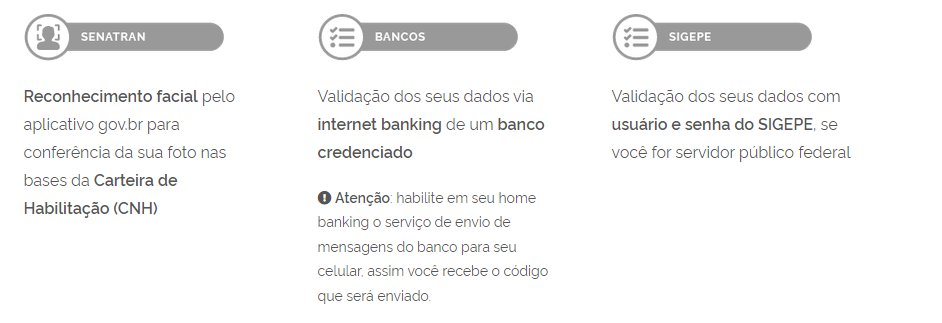 SENATRAN
Reconhecimento facial pelo
aplicativo gov.br para
conferência da sua foto nas
bases da Carteira de
Habilitação (CNH)
BANCOS
Validação dos seus dados via
internet banking de um banco
credenciado
Atenção: habilite em seu home
banking o serviço de envio de
mensagens do banco para seu
celular, assim você recebe o código
que será enviado.
SIGEPE
Validação dos seus dados com
usuário e senha do SIGEPE, se
você for servidor público federal